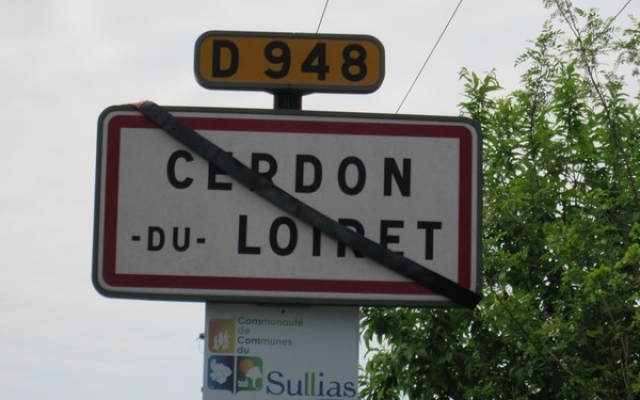 D 948
CERDON
-DU- LOIRET
Communauté
de
Communes
du
Sullias